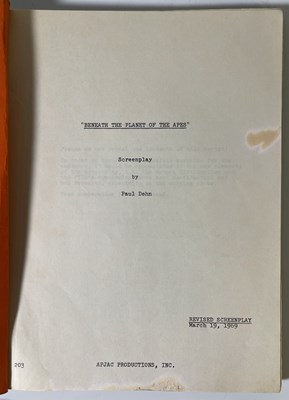 "BENEATH THE PLANET OF THE APES"
Screenplay
by
Paul Dehn
REVISED SCREENPLAY
March 19, 1969
203
APJAC PRODUCTIONS, INC.